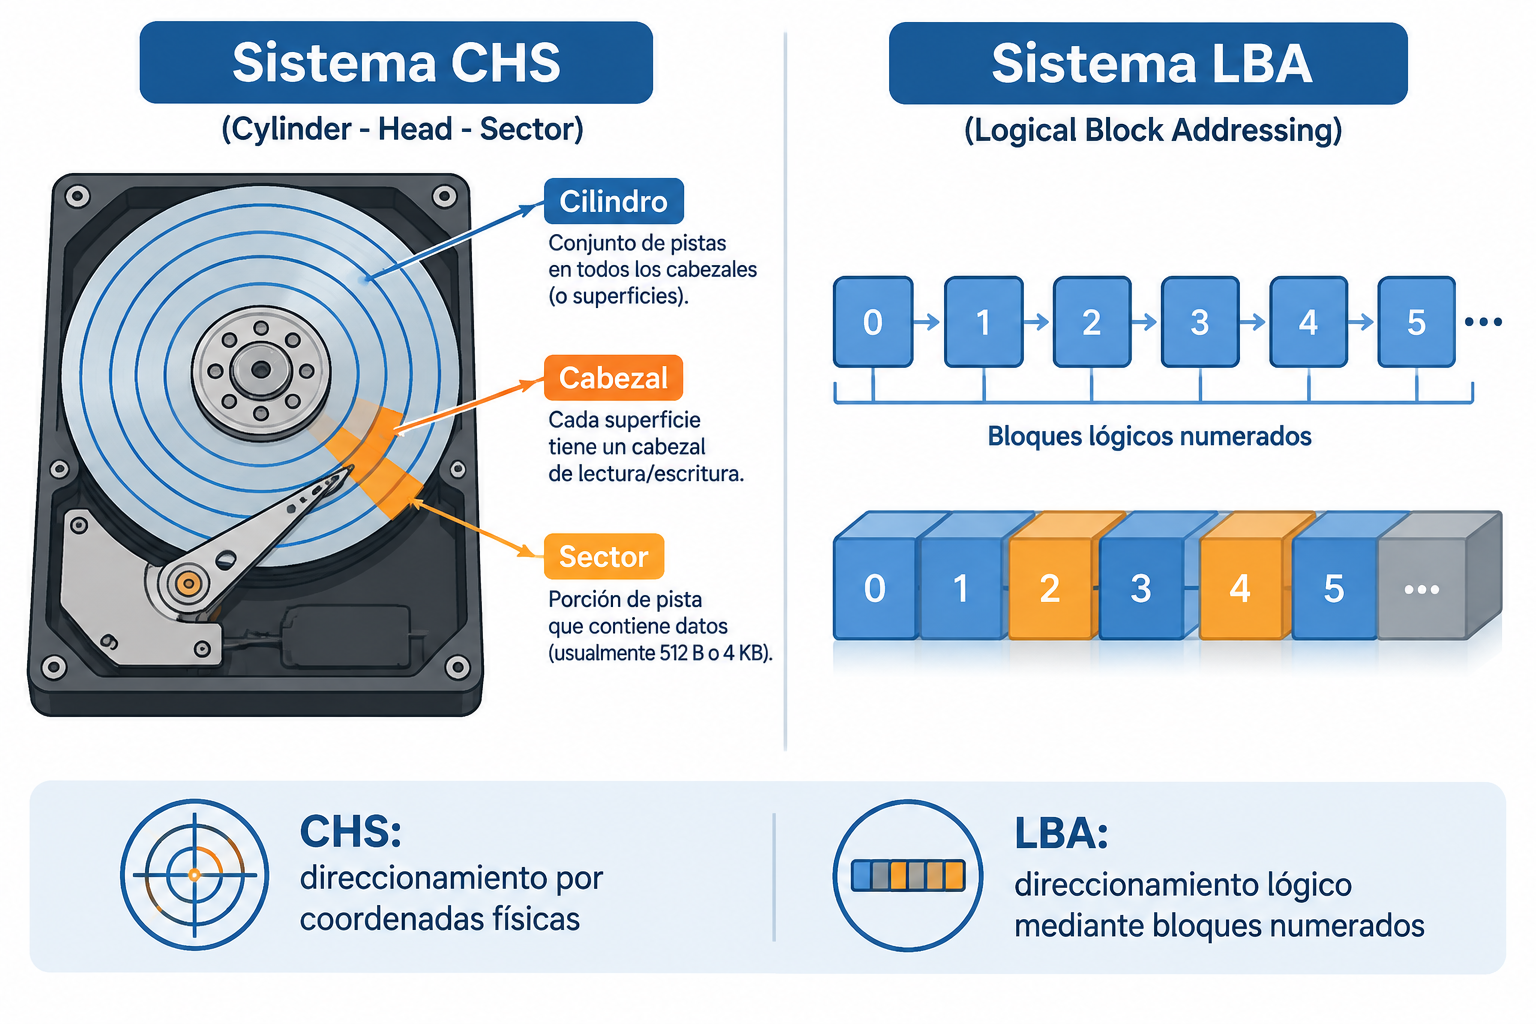 Sistema CHS
(Cylinder - Head - Sector)
Cilindro
Conjunto de pistas
en todos los cabezales
(o superficies).
Cabezal
Cada superficie
tiene un cabezal
de lectura/escritura.
Sector
Porción de pista
que contiene datos
(usualmente 512 B o 4 KB).
Sistema LBA
(Logical Block Addressing)
0 1 2 3 4 5 •••
Bloques lógicos numerados
0 1 2 3 4 5 •••
CHS:
direccionamiento por
coordenadas físicas
LBA:
direccionamiento lógico
mediante bloques numerados